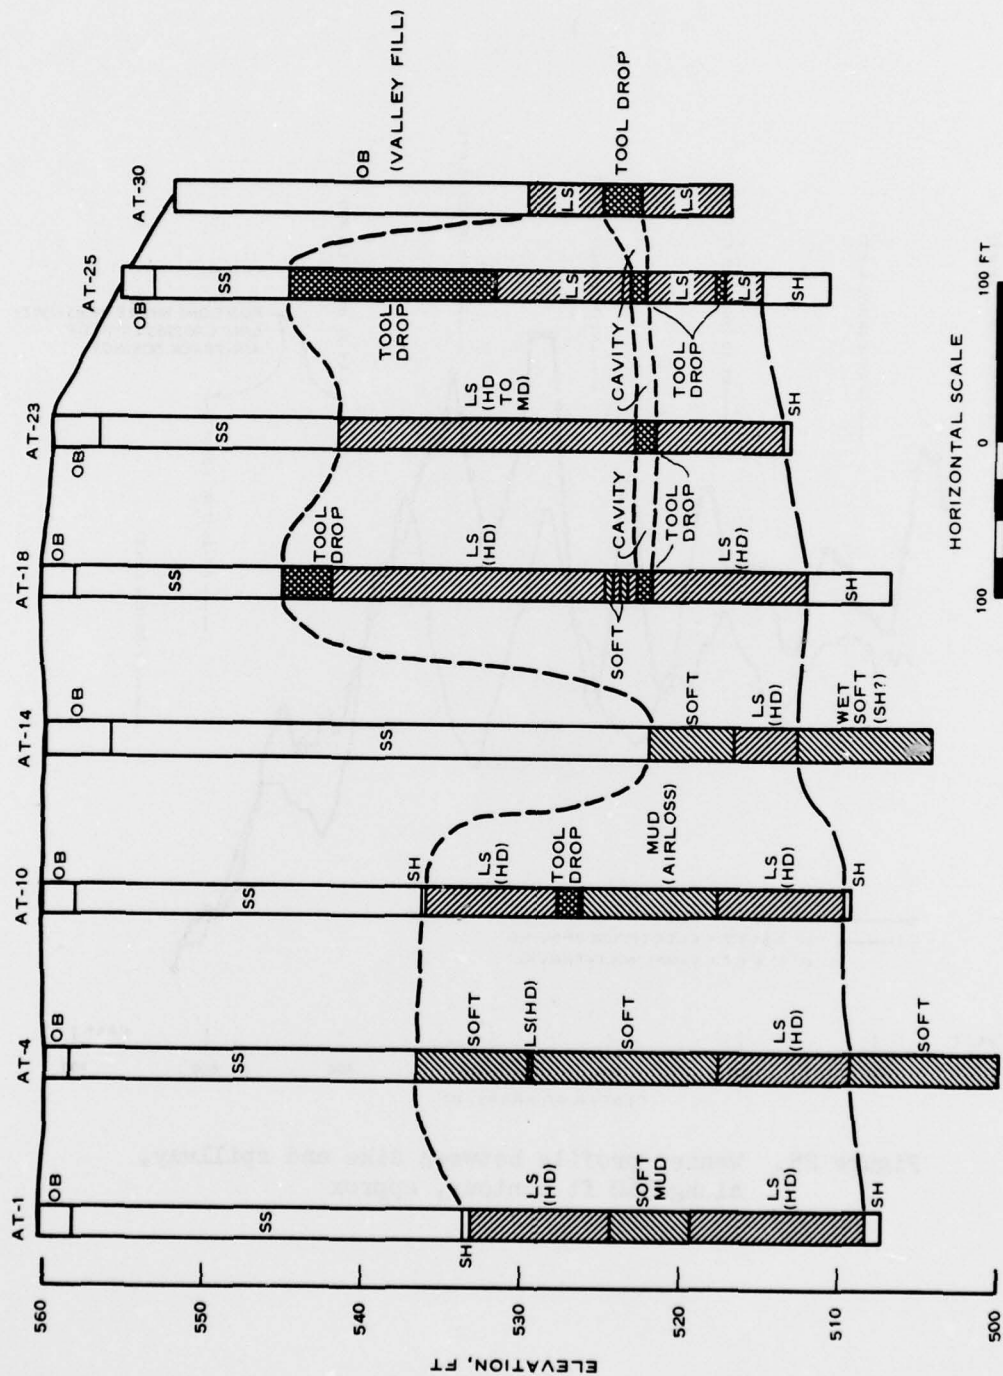 AT-1
OB
SS
SH
LS
(HD)
SOFT
MUD
LS
(HD)
SH
AT-4
OB
SS
SOFT
LS(HD)
SOFT
LS
(HD)
SOFT
AT-10
OB
SS
SH
LS
(HD)
TOOL
DROP
MUD
(AIRLOSS)
LS
(HD)
SH
AT-14
OB
SS
SOFT
LS
(HD)
WET
SOFT
(SH?)
AT-18
OB
SS
TOOL
DROP
LS
(HD)
SOFT
CAVITY
TOOL
DROP
LS
(HD)
SH
AT-23
OB
SS
LS
(HD
TO
MD)
CAVITY
TOOL
DROP
SH
AT-25
OB
SS
TOOL
DROP
LS
LS
LS
SH
AT-30
OB
(VALLEY FILL)
LS
TOOL DROP
LS
560
550
540
530
520
510
500
ELEVATION, FT
100
0
100 FT
HORIZONTAL SCALE